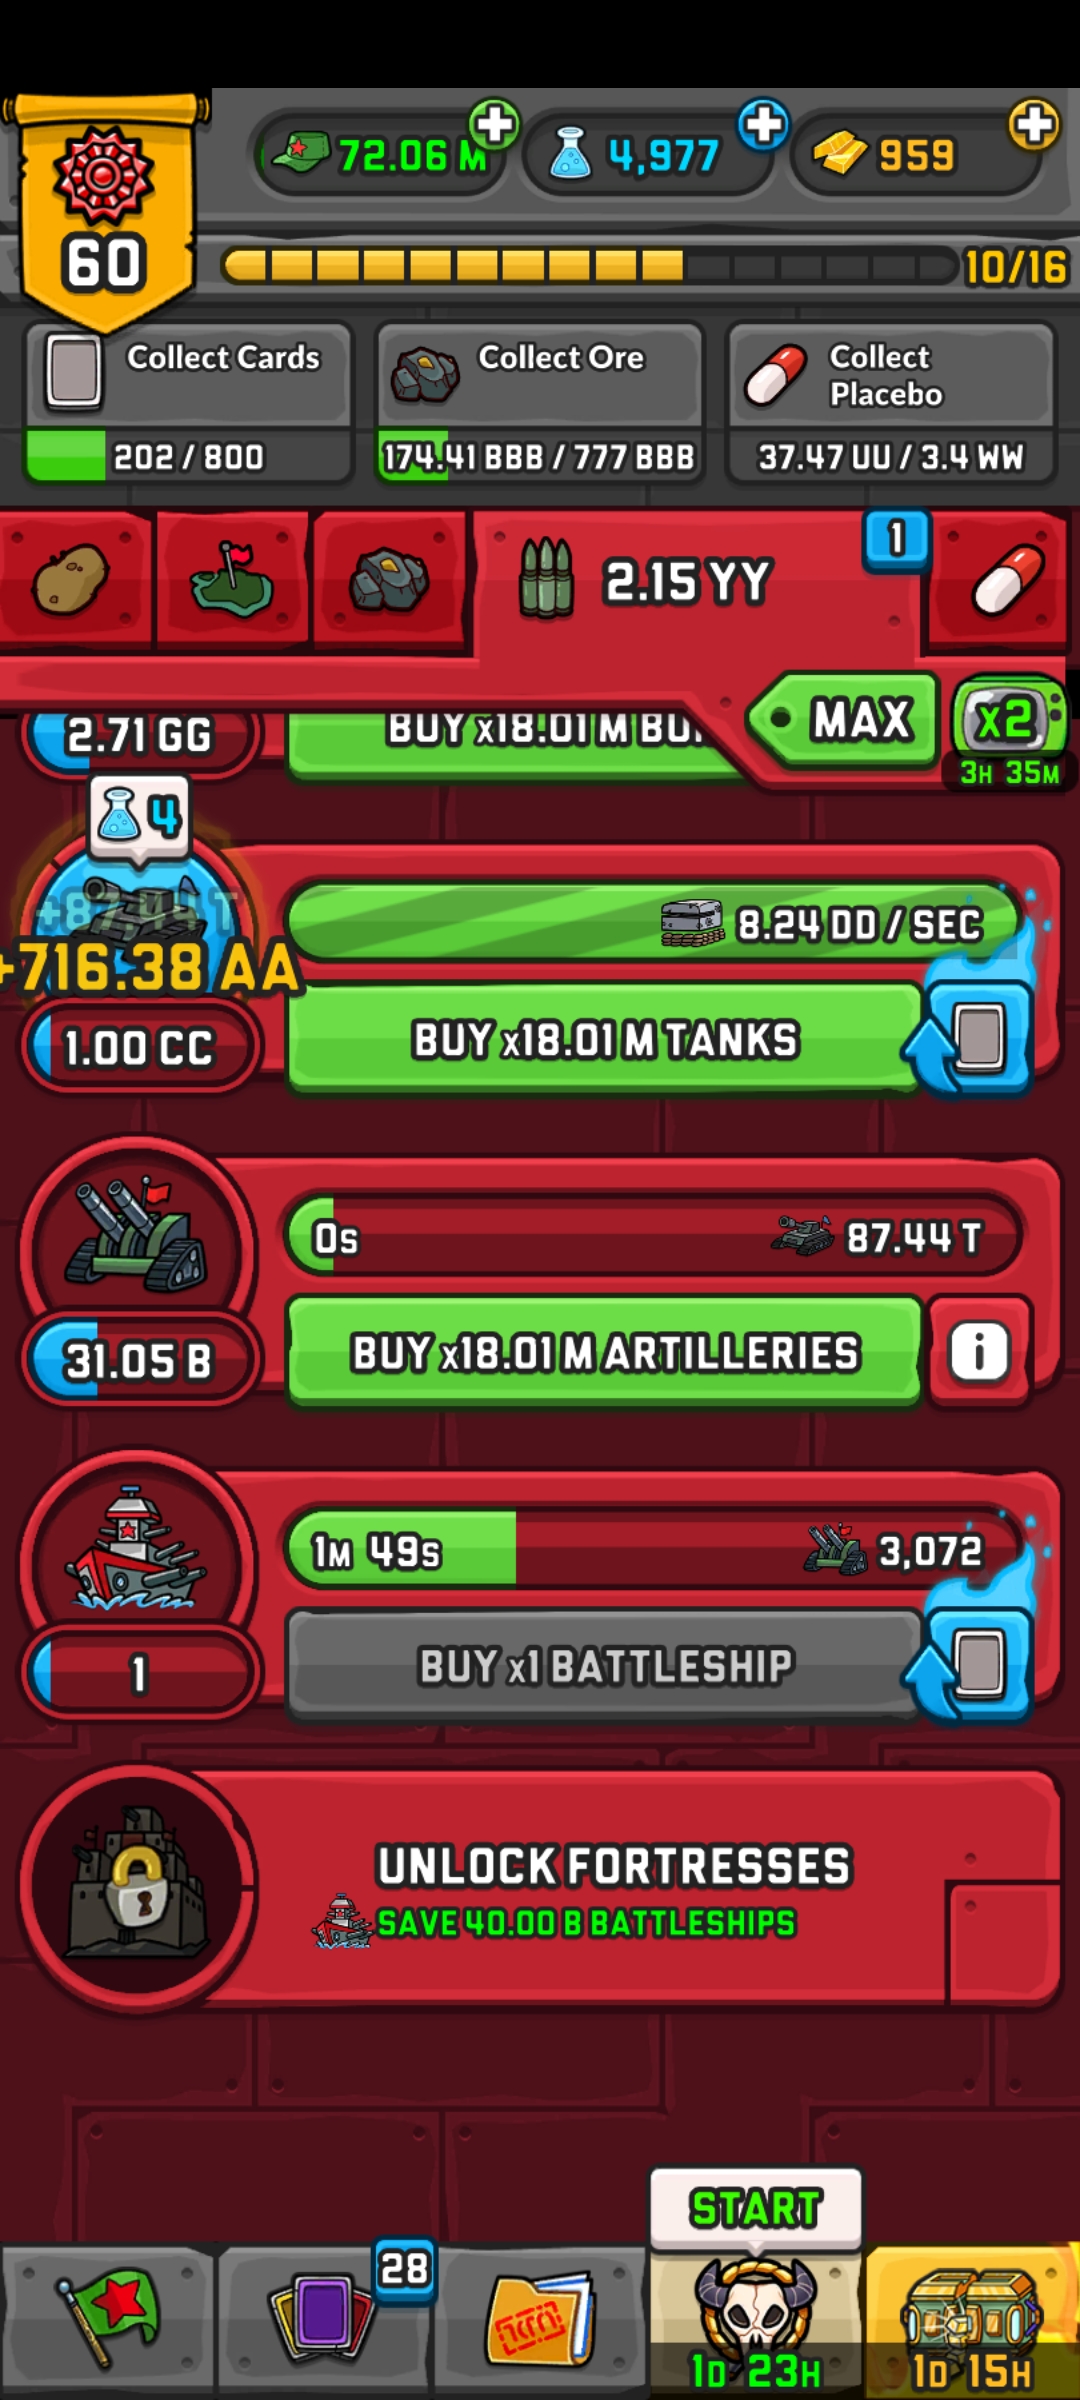 72.06 M
4,977
959
60
10/16
Collect Cards
202 / 800
Collect Ore
174.41 BBB / 777 BBB
Collect
Placebo
37.47 UU / 3.4 WW
2.15 YY
1
MAX
x2
3H 35M
2.71 GG
4
+87.44 T
+716.38 AA
8.24 DD / SEC
1.00 CC
BUY x18.01 M TANKS
0s
87.44 T
31.05 B
BUY x18.01 M ARTILLERIES
i
1M 49s
3,072
1
BUY x1 BATTLESHIP
UNLOCK FORTRESSES
SAVE 40.00 B BATTLESHIPS
START
28
1D 23H
1D 15H